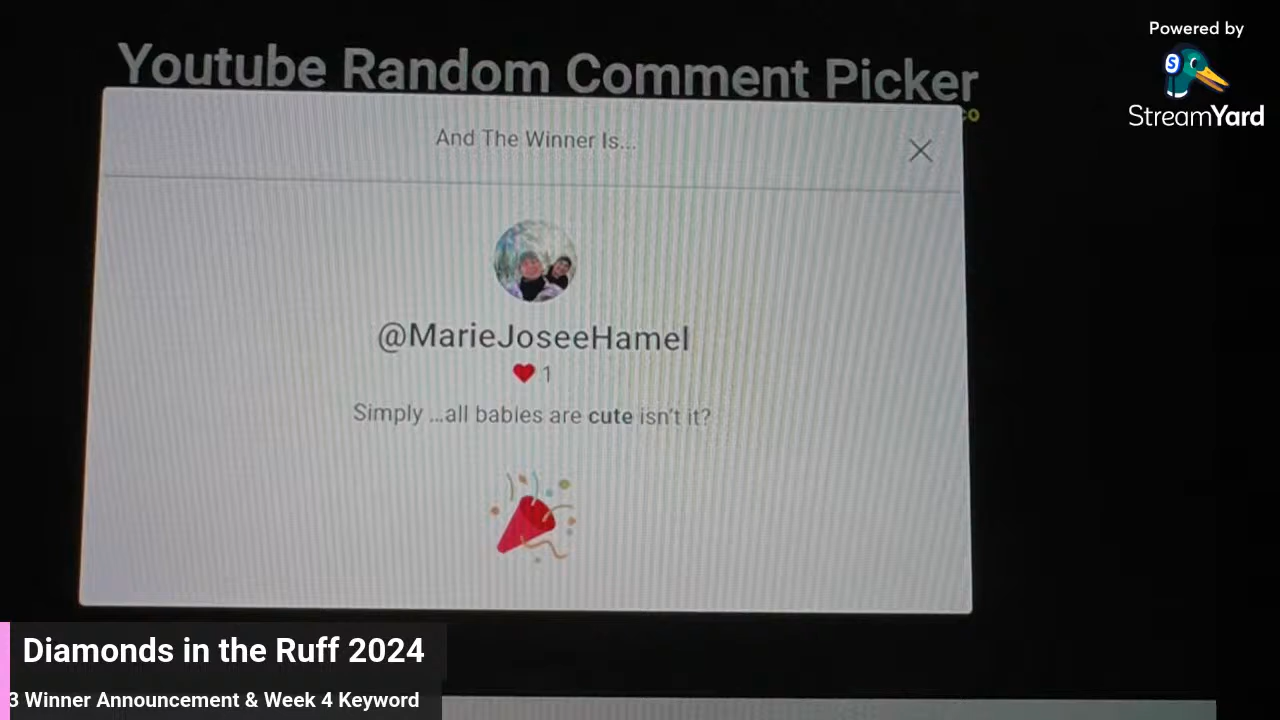 Powered by
StreamYard
Youtube Random Comment Picker
co
And The Winner Is...
@MarieJoseeHamel
1
Simply ...all babies are cute isn't it?
Diamonds in the Ruff 2024
3 Winner Announcement & Week 4 Keyword